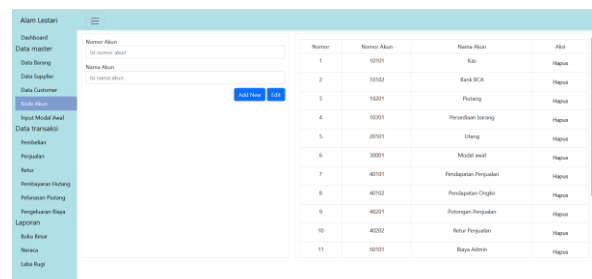 Alam Lestari
Dashboard
Data master
Data Barang
Data Supplier
Data Customer
Kode Akun
Input Modal Awal
Data transaksi
Pembelian
Penjualan
Retur
Pembayaran Hutang
Pelunasan Piutang
Pengeluaran Biaya
Laporan
Buku Besar
Neraca
Laba Rugi
Nomor Akun
Isi nomor akun
Nama Akun
Isi nama akun
Add New Edit
Nomor Nomor Akun Nama Akun Aksi
1 10101 Kas Hapus
2 10102 Bank BCA Hapus
3 10201 Piutang Hapus
4 10301 Persediaan barang Hapus
5 20101 Utang Hapus
6 30001 Modal awal Hapus
7 40101 Pendapatan Penjualan Hapus
8 40102 Pendapatan Ongkir Hapus
9 40201 Potongan Penjualan Hapus
10 40202 Retur Penjualan Hapus
11 50101 Biaya Admin Hapus